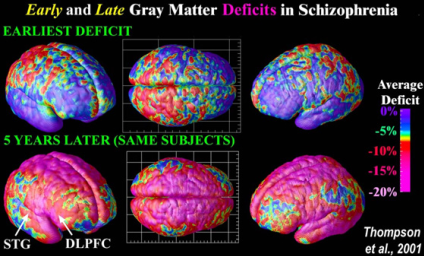 Early and Late Gray Matter Deficits in Schizophrenia
EARLIEST DEFICIT
Average
Deficit
0%
-5%
-10%
-15%
-20%
5 YEARS LATER (SAME SUBJECTS)
STG
DLPFC
Thompson
et al., 2001